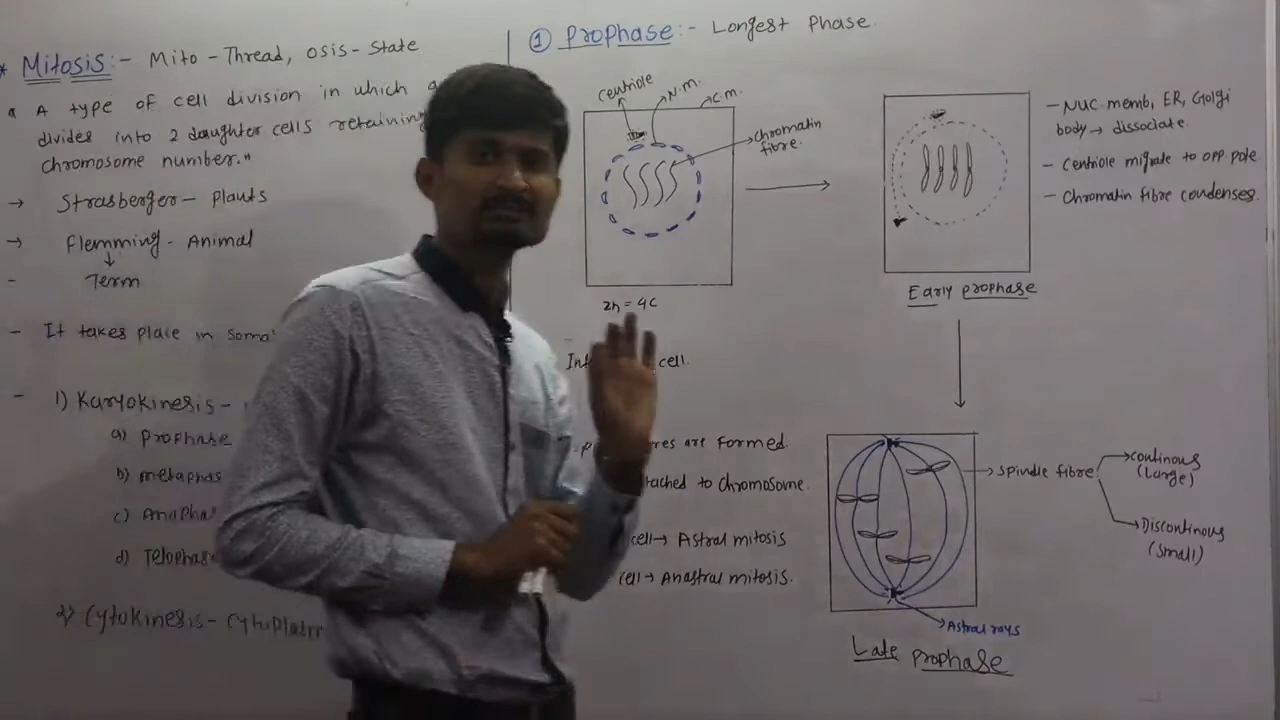 * Mitosis:- Mito - Thread, osis - State
A type of cell division in which a
divides into 2 daughter cells retaining
chromosome number."
→ Strasberger - Plants
→ Flemming - Animal
↓
- Term
- It takes place in Soma
- 1) Karyokinesis -
a) Prophase
b) metaphas
c) Anapha
d) Telophas
2) Cytokinesis - Cytoplasm
① Prophase:- Longest Phase.
centriole
N.m.
C.m.
chromatin
fibre.
2n = 4C
Int cell.
res are formed.
tached to chromosome.
cell → Astral mitosis
cell → Anastral mitosis.
- Nuc. memb, ER, Golgi
body → dissociate.
- Centriole migrate to opp pole
- Chromatin fibre condenses.
Early prophase
→ Spindle fibre
→ continous
(Large)
→ Discontinous
(small)
→ Astral rays
Late prophase